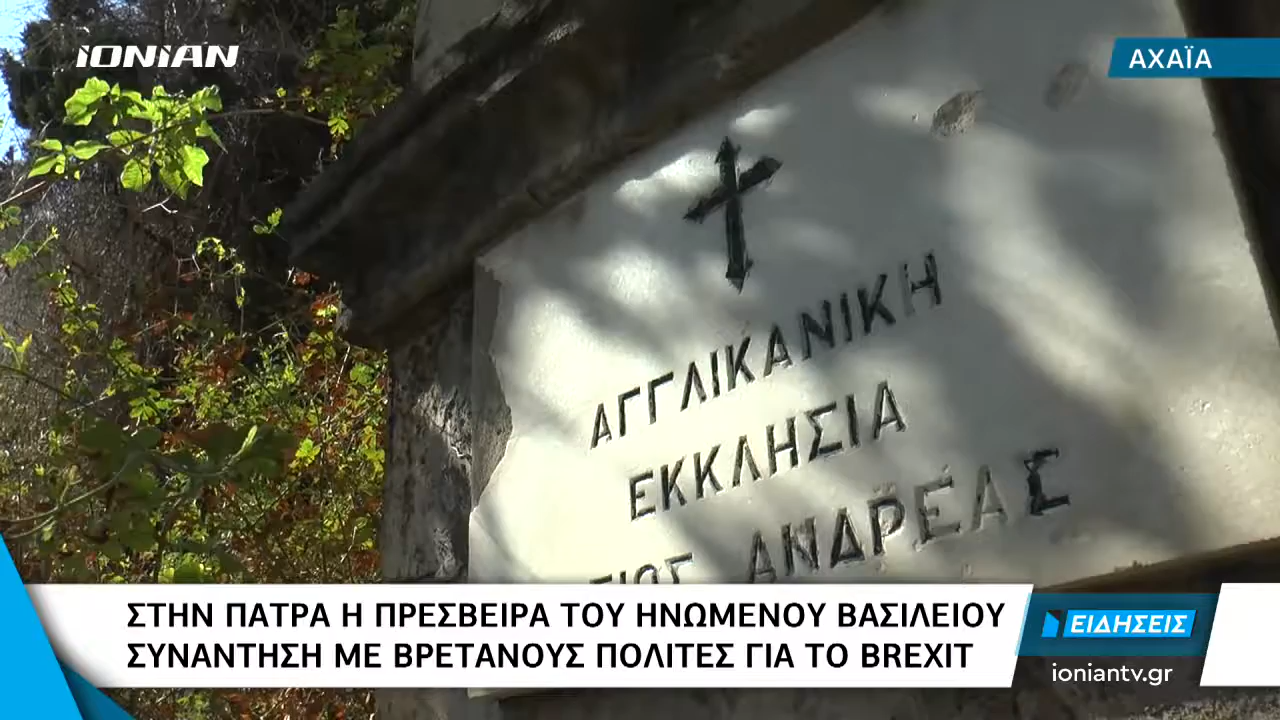 IONIAN
ΑΧΑΪΑ
ΑΓΓΛΙΚΑΝΙΚΗ
ΕΚΚΛΗΣΙΑ
ΑΝΔΡΕΑΣ
ΣΤΗΝ ΠΑΤΡΑ Η ΠΡΕΣΒΕΙΡΑ ΤΟΥ ΗΝΩΜΕΝΟΥ ΒΑΣΙΛΕΙΟΥ
ΣΥΝΑΝΤΗΣΗ ΜΕ ΒΡΕΤΑΝΟΥΣ ΠΟΛΙΤΕΣ ΓΙΑ ΤΟ BREXIT
ΕΙΔΗΣΕΙΣ
ioniantv.gr